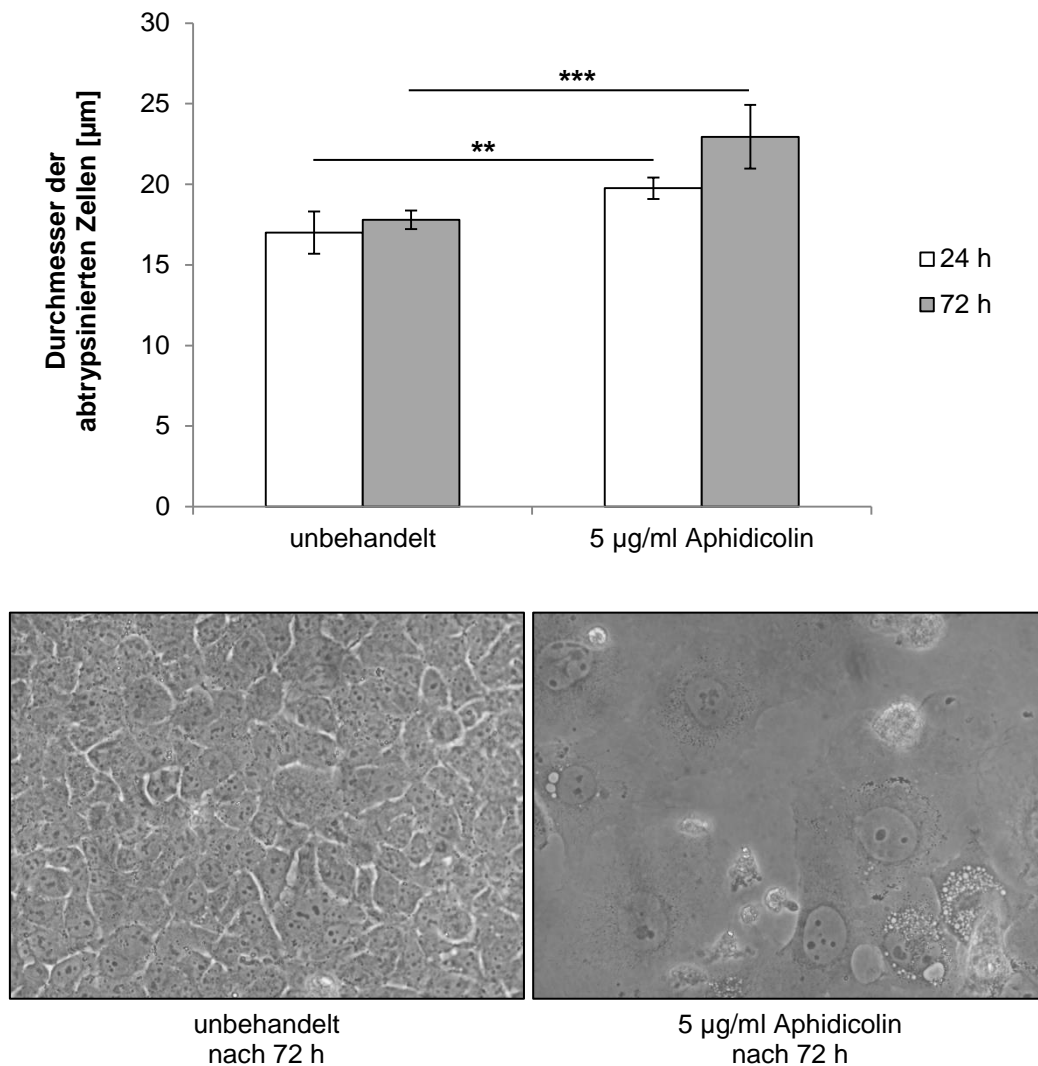 30
25
20
15
10
5
0
Durchmesser der
abtrypsinierten Zellen [µm]
***
**
24 h
72 h
unbehandelt
5 µg/ml Aphidicolin
unbehandelt
nach 72 h
5 µg/ml Aphidicolin
nach 72 h